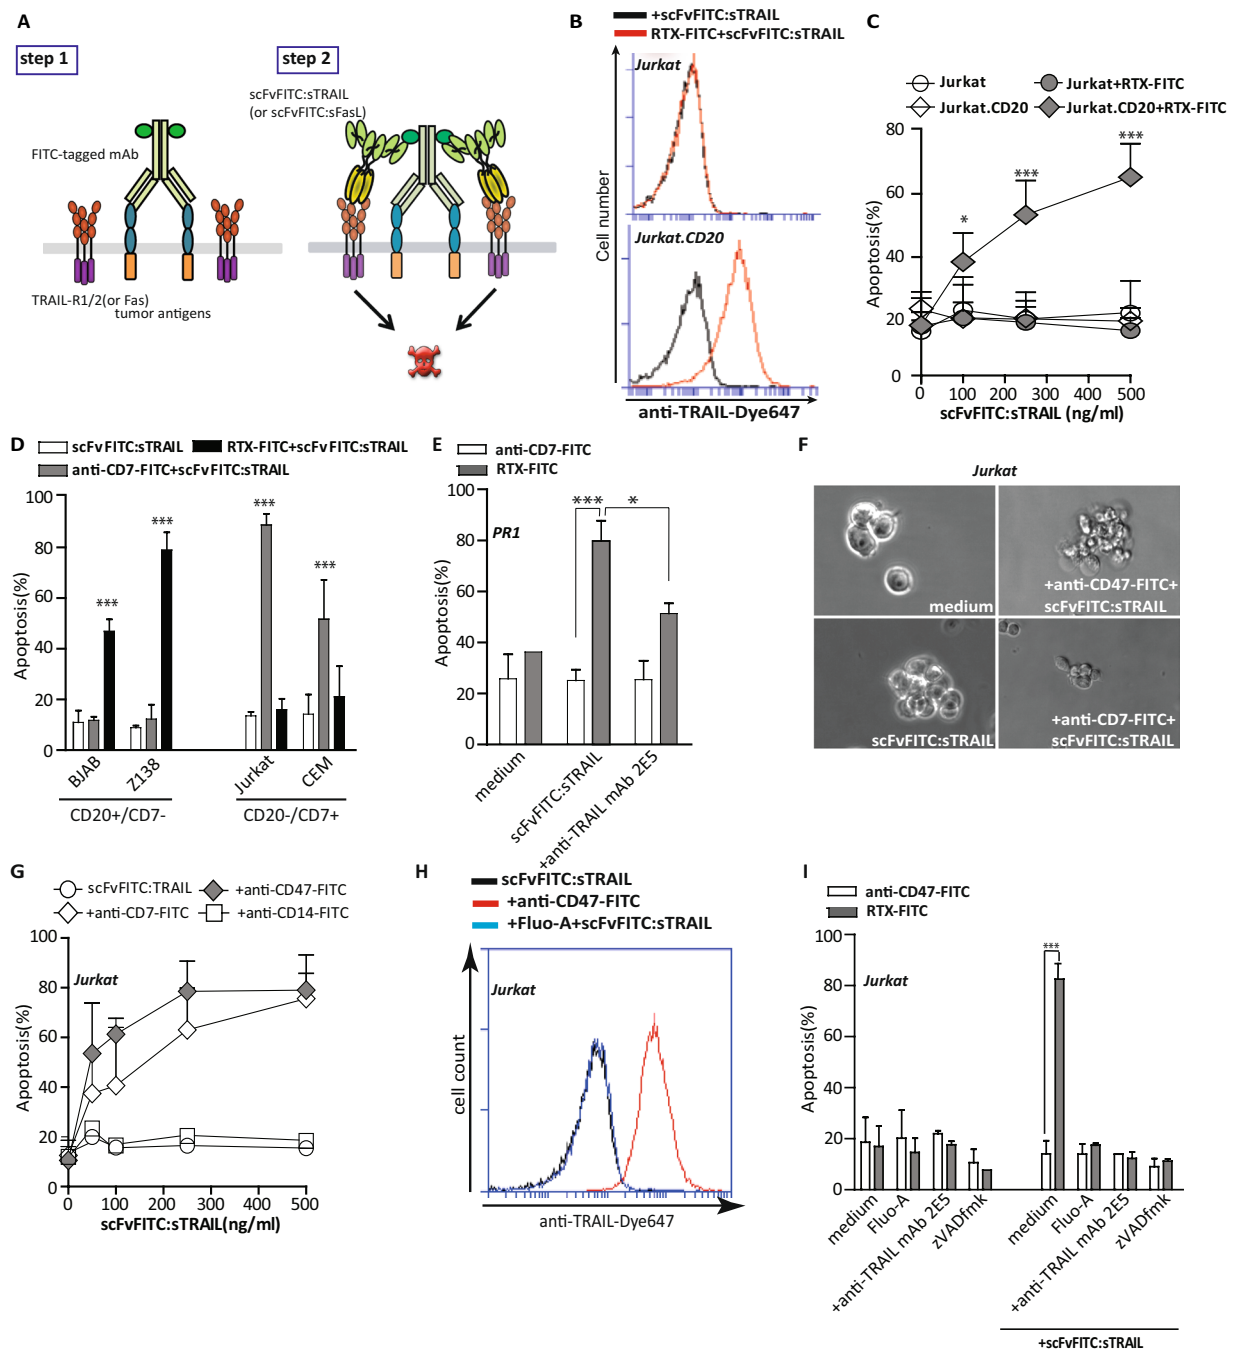 A
step 1
step 2
scFvFITC:sTRAIL
(or scFvFITC:sFasL)
FITC-tagged mAb
TRAIL-R1/2(or Fas)
tumor antigens
B
+scFvFITC:sTRAIL
RTX-FITC+scFvFITC:sTRAIL
Jurkat
Jurkat.CD20
Cell number
anti-TRAIL-Dye647
C
Jurkat
Jurkat+RTX-FITC
Jurkat.CD20
Jurkat.CD20+RTX-FITC
Apoptosis(%)
80
60
40
20
0
*
***
***
0 100 200 300 400 500
scFvFITC:sTRAIL (ng/ml)
D
scFvFITC:sTRAIL
RTX-FITC+scFvFITC:sTRAIL
anti-CD7-FITC+scFvFITC:sTRAIL
Apoptosis(%)
100
80
60
40
20
0
***
***
***
***
BJAB
Z138
Jurkat
CEM
CD20+/CD7-
CD20-/CD7+
E
anti-CD7-FITC
RTX-FITC
PR1
Apoptosis(%)
100
80
60
40
20
0
***
*
medium
scFvFITC:sTRAIL
+anti-TRAIL mAb 2E5
F
Jurkat
medium
+anti-CD47-FITC+
scFvFITC:sTRAIL
scFvFITC:sTRAIL
+anti-CD7-FITC+
scFvFITC:sTRAIL
G
scFvFITC:TRAIL
+anti-CD47-FITC
+anti-CD7-FITC
+anti-CD14-FITC
Jurkat
Apoptosis(%)
100
80
60
40
20
0
0 100 200 300 400 500
scFvFITC:sTRAIL(ng/ml)
H
scFvFITC:sTRAIL
+anti-CD47-FITC
+Fluo-A+scFvFITC:sTRAIL
Jurkat
cell count
anti-TRAIL-Dye647
I
anti-CD47-FITC
RTX-FITC
Jurkat
Apoptosis(%)
100
80
60
40
20
0
***
medium
Fluo-A
+anti-TRAIL mAb 2E5
zVADfmk
medium
Fluo-A
+anti-TRAIL mAb 2E5
zVADfmk
+scFvFITC:sTRAIL